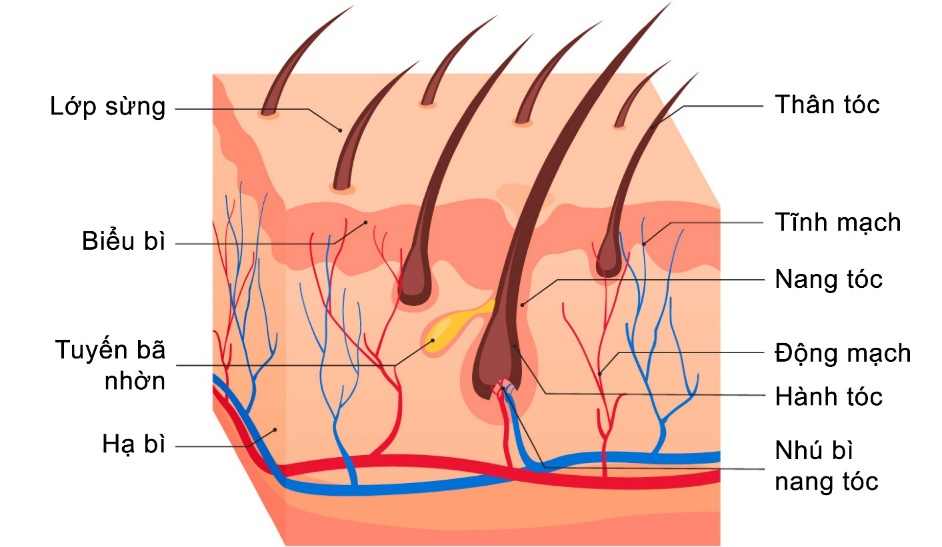 Lớp sừng
Biểu bì
Tuyến bã
nhờn
Hạ bì
Thân tóc
Tĩnh mạch
Nang tóc
Động mạch
Hành tóc
Nhú bì
nang tóc